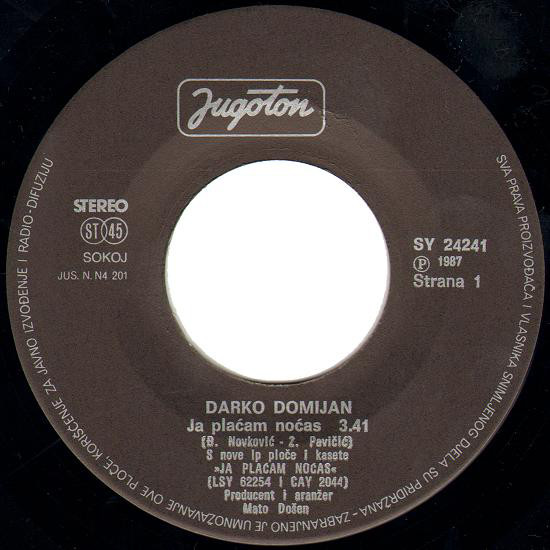 Jugoton
STEREO
ST 45
SOKOJ
JUS. N. N4 201
SY 24241
Ⓟ 1987
Strana 1
DARKO DOMIJAN
Ja plaćam noćas 3.41
(Đ. Novković - Z. Pavičić)
S nove lp ploče i kasete
»JA PLAĆAM NOĆAS«
(LSY 62254 i CAY 2044)
Producent i aranžer
Mato Došen
SVA PRAVA PROIZVOĐAČA I VLASNIKA SNIMLJENOG DJELA SU PRIDRŽANA - ZABRANJENO JE UMNOŽAVANJE OVE PLOČE, KORIŠĆENJE ZA JAVNO IZVOĐENJE I RADIO-DIFUZIJU